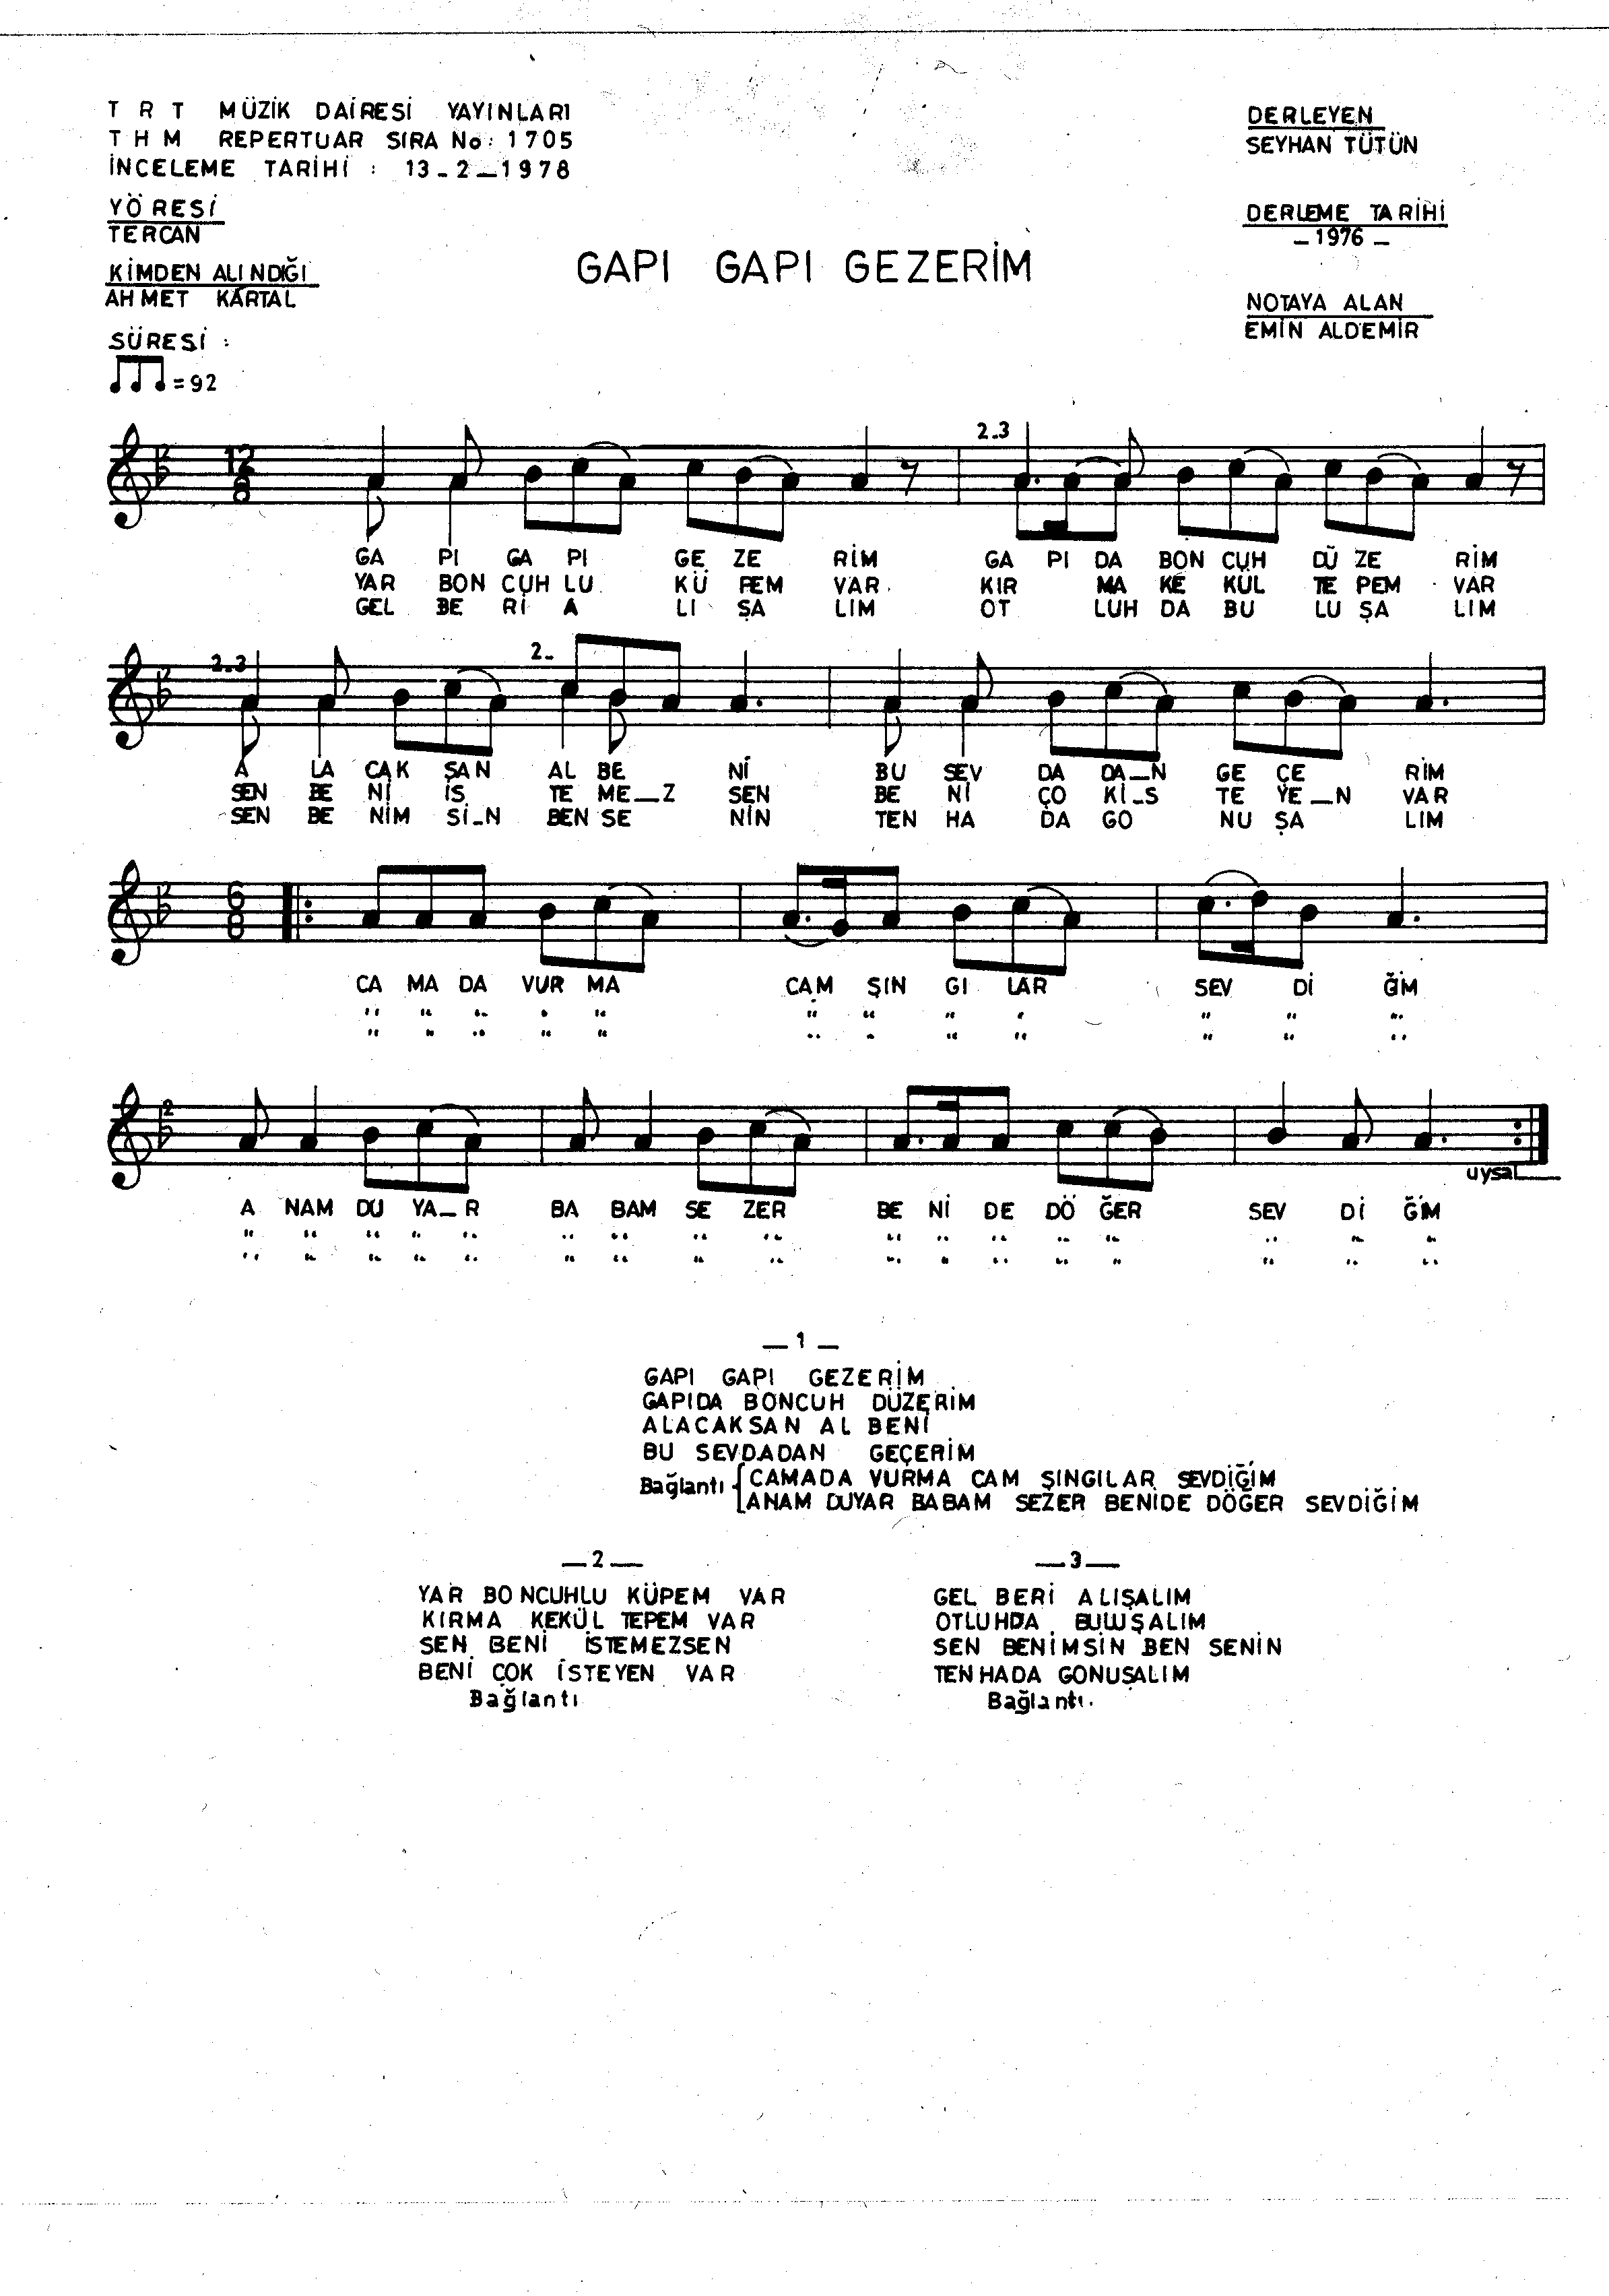 T R T MÜZİK DAİRESİ YAYINLARI
T H M REPERTUAR SIRA No: 1705
İNCELEME TARİHİ : 13-2-1978
DERLEYEN
SEYHAN TÜTÜN
YÖRESİ
TERCAN
DERLEME TARİHİ
-1976-
KİMDEN ALINDIĞI
AHMET KARTAL
GAPI GAPI GEZERİM
NOTAYA ALAN
EMİN ALDEMİR
SÜRESİ :
=92
12
8
2.3
GA PI GA PI GE ZE RİM GA PI DA BON CUH DÜ ZE RİM
YAR BON CUH LU KÜ PEM VAR KIR MA KE KÜL TE PEM VAR
GEL BE Rİ A LI ŞA LIM OT LUH DA BU LU ŞA LIM
2.3 2-
A LA CAK SAN AL BE Nİ BU SEV DA DA_N GE ÇE RİM
SEN BE Nİ İS TE ME_Z SEN BE Nİ ÇO Kİ_S TE YE_N VAR
SEN BE NİM Sİ_N BEN SE NİN TEN HA DA GO NU ŞA LIM
6
8
CA MA DA VUR MA CAM ŞIN GI LAR SEV Dİ ĞİM
" " " " " " " " " " " "
" " " " " " " " " " " "
2
uysal
A NAM DU YA_R BA BAM SE ZER BE Nİ DE DÖ ĞER SEV Dİ ĞİM
" " " " " " " " " " " " " " " " "
" " " " " " " " " " " " " " " " "
- 1 -
GAPI GAPI GEZERİM
GAPIDA BONCUH DÜZERİM
ALACAKSAN AL BENİ
BU SEVDADAN GEÇERİM
Bağlantı
CAMADA VURMA CAM ŞINGILAR SEVDİĞİM
ANAM DUYAR BABAM SEZER BENİDE DÖĞER SEVDİĞİM
-2-
YAR BONCUHLU KÜPEM VAR
KIRMA KEKÜL TEPEM VAR
SEN BENİ İSTEMEZSEN
BENİ ÇOK İSTEYEN VAR
Bağlantı
-3-
GEL BERİ ALIŞALIM
OTLUHDA BULUŞALIM
SEN BENİMSİN BEN SENİN
TENHADA GONUŞALIM
Bağlantı.